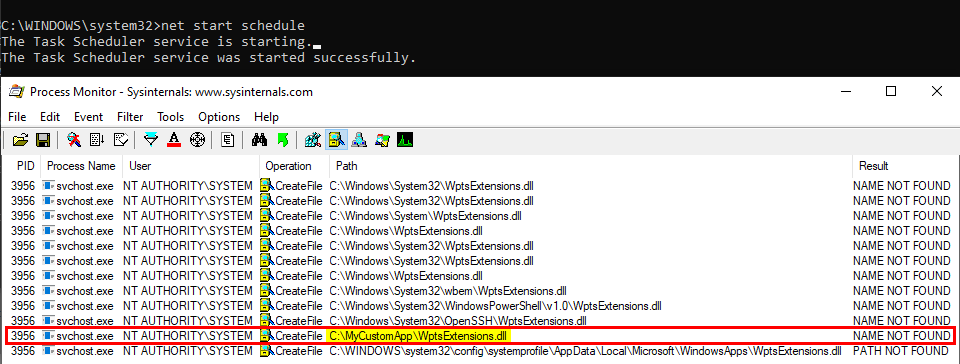 C:\WINDOWS\system32>net start schedule
The Task Scheduler service is starting.
The Task Scheduler service was started successfully.
Process Monitor - Sysinternals: www.sysinternals.com
File Edit Event Filter Tools Options Help
PID Process Name User Operation Path Result
3956 svchost.exe NT AUTHORITY\SYSTEM CreateFile C:\Windows\System32\WptsExtensions.dll NAME NOT FOUND
3956 svchost.exe NT AUTHORITY\SYSTEM CreateFile C:\Windows\System32\WptsExtensions.dll NAME NOT FOUND
3956 svchost.exe NT AUTHORITY\SYSTEM CreateFile C:\Windows\System\WptsExtensions.dll NAME NOT FOUND
3956 svchost.exe NT AUTHORITY\SYSTEM CreateFile C:\Windows\WptsExtensions.dll NAME NOT FOUND
3956 svchost.exe NT AUTHORITY\SYSTEM CreateFile C:\Windows\System32\WptsExtensions.dll NAME NOT FOUND
3956 svchost.exe NT AUTHORITY\SYSTEM CreateFile C:\Windows\System32\WptsExtensions.dll NAME NOT FOUND
3956 svchost.exe NT AUTHORITY\SYSTEM CreateFile C:\Windows\WptsExtensions.dll NAME NOT FOUND
3956 svchost.exe NT AUTHORITY\SYSTEM CreateFile C:\Windows\System32\wbem\WptsExtensions.dll NAME NOT FOUND
3956 svchost.exe NT AUTHORITY\SYSTEM CreateFile C:\Windows\System32\WindowsPowerShell\v1.0\WptsExtensions.dll NAME NOT FOUND
3956 svchost.exe NT AUTHORITY\SYSTEM CreateFile C:\Windows\System32\OpenSSH\WptsExtensions.dll NAME NOT FOUND
3956 svchost.exe NT AUTHORITY\SYSTEM CreateFile C:\MyCustomApp\WptsExtensions.dll NAME NOT FOUND
3956 svchost.exe NT AUTHORITY\SYSTEM CreateFile C:\WINDOWS\system32\config\systemprofile\AppData\Local\Microsoft\WindowsApps\WptsExtensions.dll PATH NOT FOUND